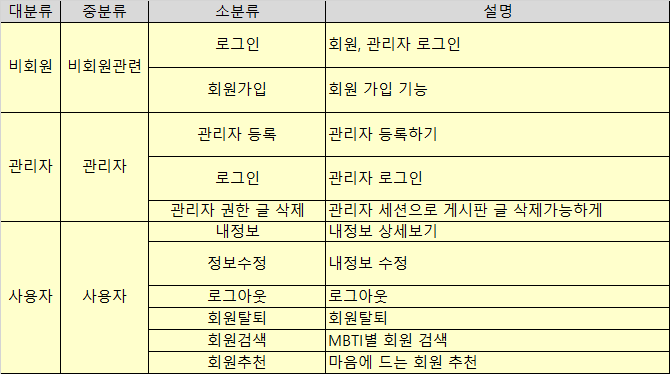 대분류 중분류 소분류 설명
비회원 비회원관련 로그인 회원, 관리자 로그인
회원가입 회원 가입 기능
관리자 관리자 관리자 등록 관리자 등록하기
로그인 관리자 로그인
관리자 권한 글 삭제 관리자 세션으로 게시판 글 삭제가능하게
사용자 사용자 내정보 내정보 상세보기
정보수정 내정보 수정
로그아웃 로그아웃
회원탈퇴 회원탈퇴
회원검색 MBTI별 회원 검색
회원추천 마음에 드는 회원 추천